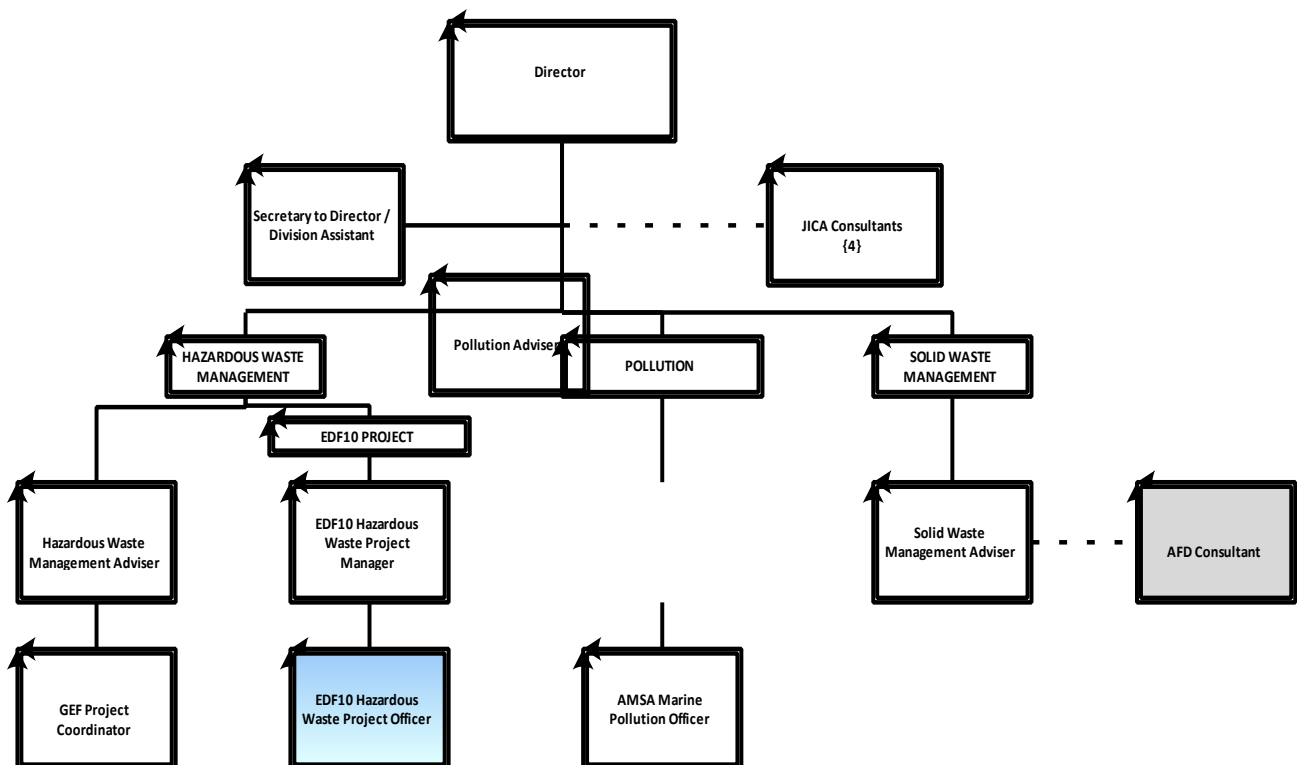 Director
Secretary to Director /
Division Assistant
JICA Consultants
{4}
Pollution Adviser
HAZARDOUS WASTE
MANAGEMENT
POLLUTION
SOLID WASTE
MANAGEMENT
EDF10 PROJECT
Hazardous Waste
Management Adviser
EDF10 Hazardous
Waste Project
Manager
Solid Waste
Management Adviser
AFD Consultant
GEF Project
Coordinator
EDF10 Hazardous
Waste Project Officer
AMSA Marine
Pollution Officer